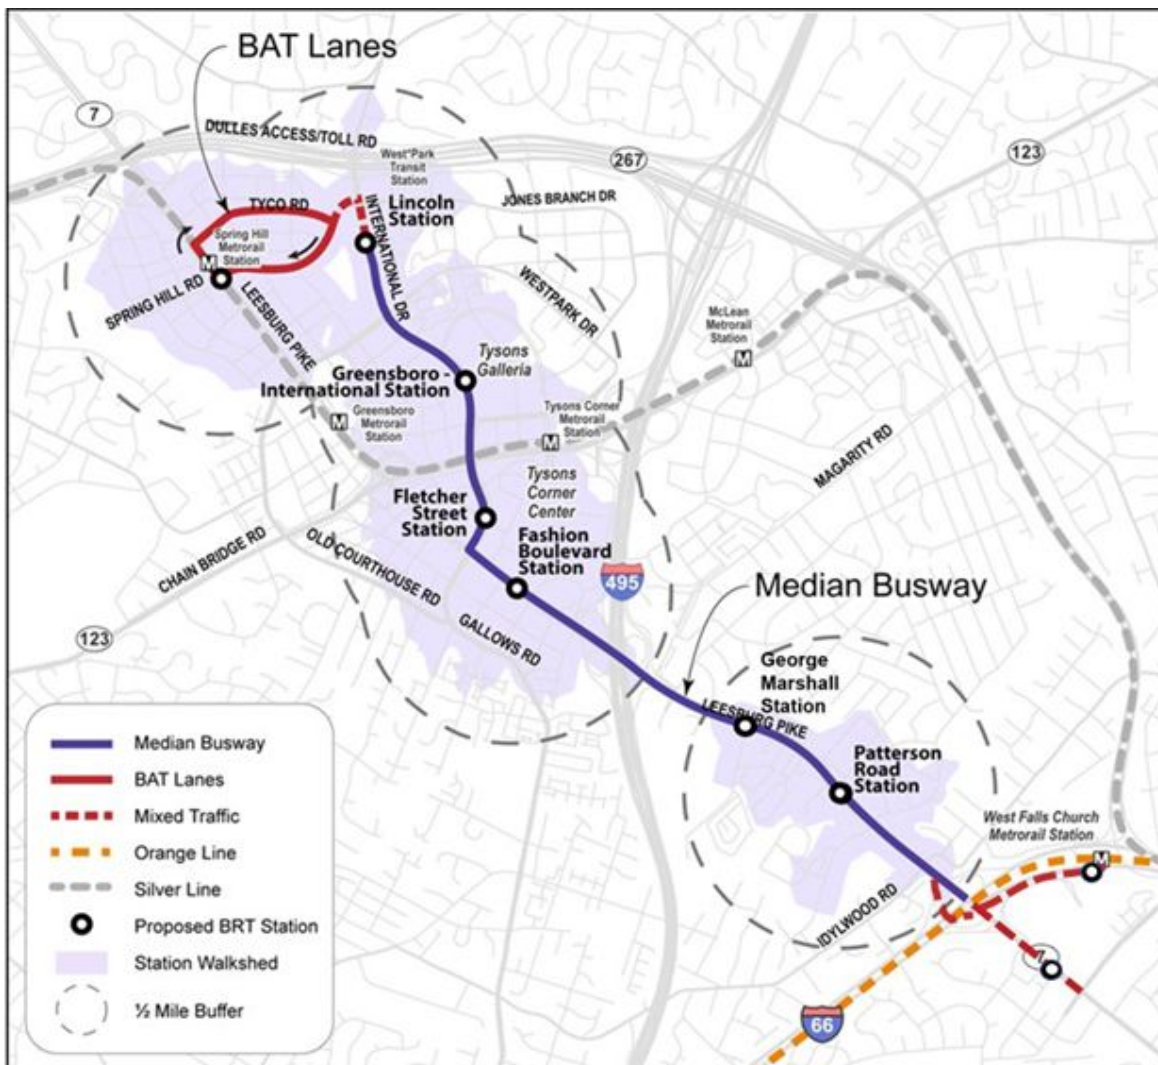 BAT Lanes
7
DULLES ACCESS/TOLL RD
West*Park
Transit
Station
267
123
JONES BRANCH DR
TYCO RD
Lincoln
Station
INTERNATIONAL DR
Spring Hill
Metrorail
Station
M
SPRING HILL RD
LEESBURG PIKE
WESTPARK DR
McLean
Metrorail
Station
M
Tysons
Galleria
Greensboro -
International Station
Greensboro
Metrorail
Station
M
Tysons Corner
Metrorail
Station
M
MAGARITY RD
Tysons
Corner
Center
Fletcher
Street
Station
Fashion
Boulevard
Station
CHAIN BRIDGE RD
OLD COURTHOUSE RD
GALLOWS RD
495
Median Busway
123
George
Marshall
Station
LEESBURG PIKE
Patterson
Road
Station
West Falls Church
Metrorail Station
M
IDYLWOOD RD
7
66
Median Busway
BAT Lanes
Mixed Traffic
Orange Line
Silver Line
Proposed BRT Station
Station Walkshed
½ Mile Buffer